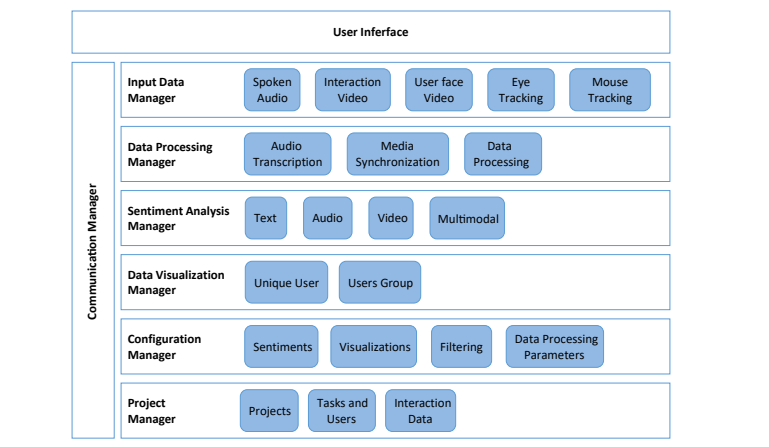 User Inferface
Communication Manager
Input Data
Manager
Spoken
Audio
Interaction
Video
User face
Video
Eye
Tracking
Mouse
Tracking
Data Processing
Manager
Audio
Transcription
Media
Synchronization
Data
Processing
Sentiment Analysis
Manager
Text
Audio
Video
Multimodal
Data Visualization
Manager
Unique User
Users Group
Configuration
Manager
Sentiments
Visualizations
Filtering
Data Processing
Parameters
Project
Manager
Projects
Tasks and
Users
Interaction
Data